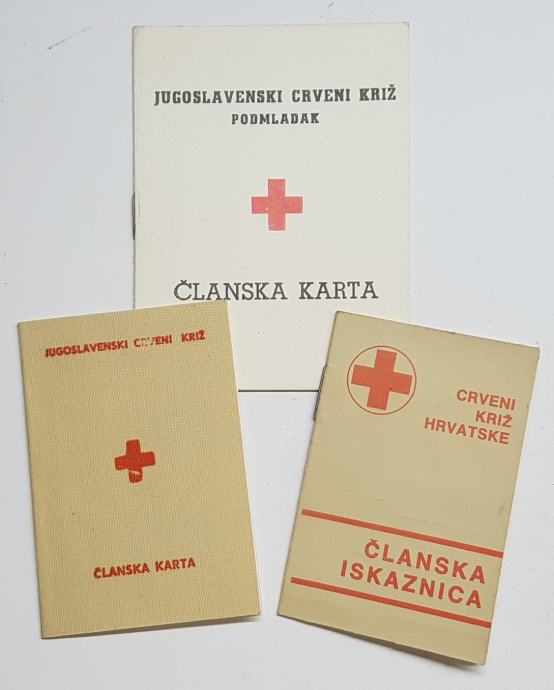 JUGOSLAVENSKI CRVENI KRIŽ
PODMLADAK
ČLANSKA KARTA
JUGOSLAVENSKI CRVENI KRIŽ
ČLANSKA KARTA
CRVENI
KRIŽ
HRVATSKE
ČLANSKA
ISKAZNICA